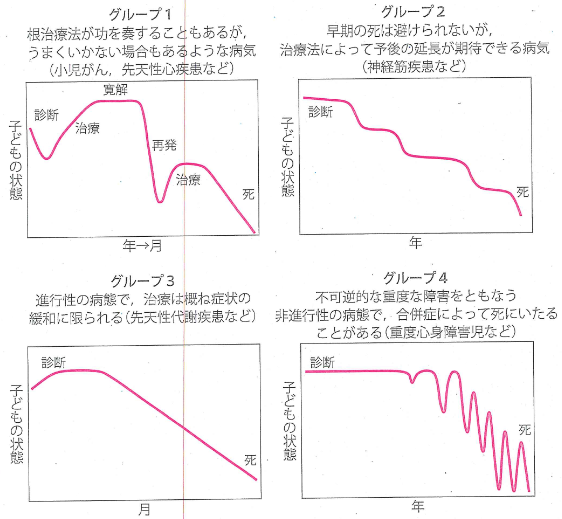 グループ1
根治療法が功を奏することもあるが,
うまくいかない場合もあるような病気
(小児がん,先天性心疾患など)
寛解
診断
治療
再発
治療
死
子どもの状態
年→月
グループ2
早期の死は避けられないが,
治療法によって予後の延長が期待できる病気
(神経筋疾患など)
診断
死
子どもの状態
年
グループ3
進行性の病態で,治療は概ね症状の
緩和に限られる(先天性代謝疾患など)
診断
死
子どもの状態
月
グループ4
不可逆的な重度な障害をともなう
非進行性の病態で,合併症によって死にいたる
ことがある(重度心身障害児など)
診断
死
子どもの状態
年